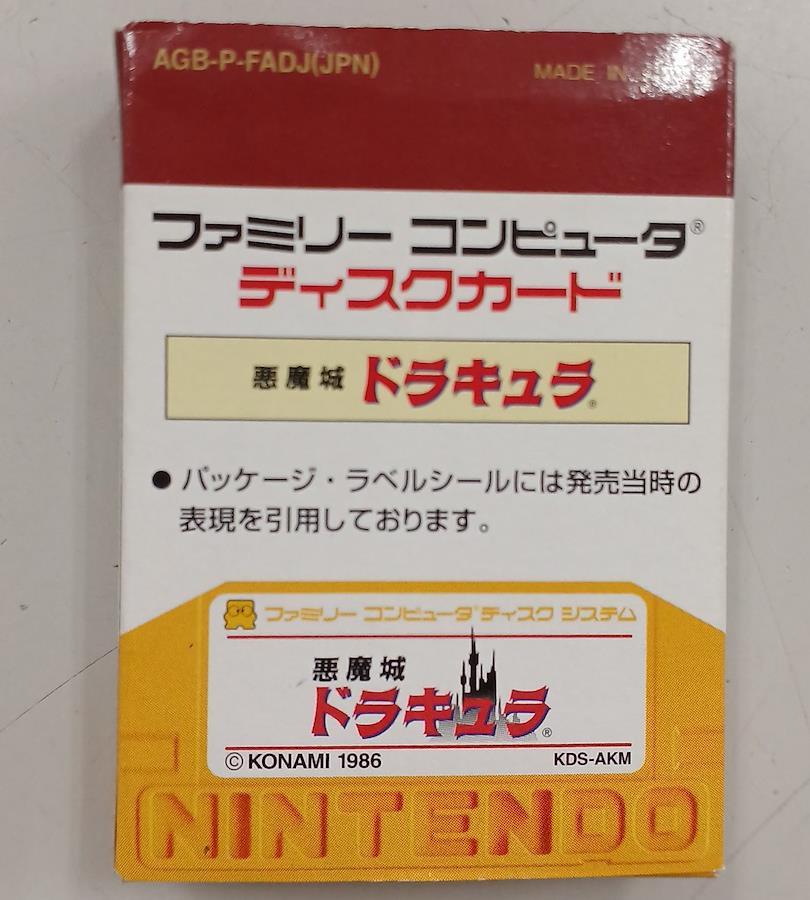 AGB-P-FADJ(JPN)
MADE IN
ファミリー コンピュータ®
ディスクカード
悪魔城 ドラキュラ®
● パッケージ・ラベルシールには発売当時の
表現を引用しております。
ファミリー コンピュータ®ディスク システム
悪魔城
ドラキュラ®
© KONAMI 1986 KDS-AKM
NINTENDO